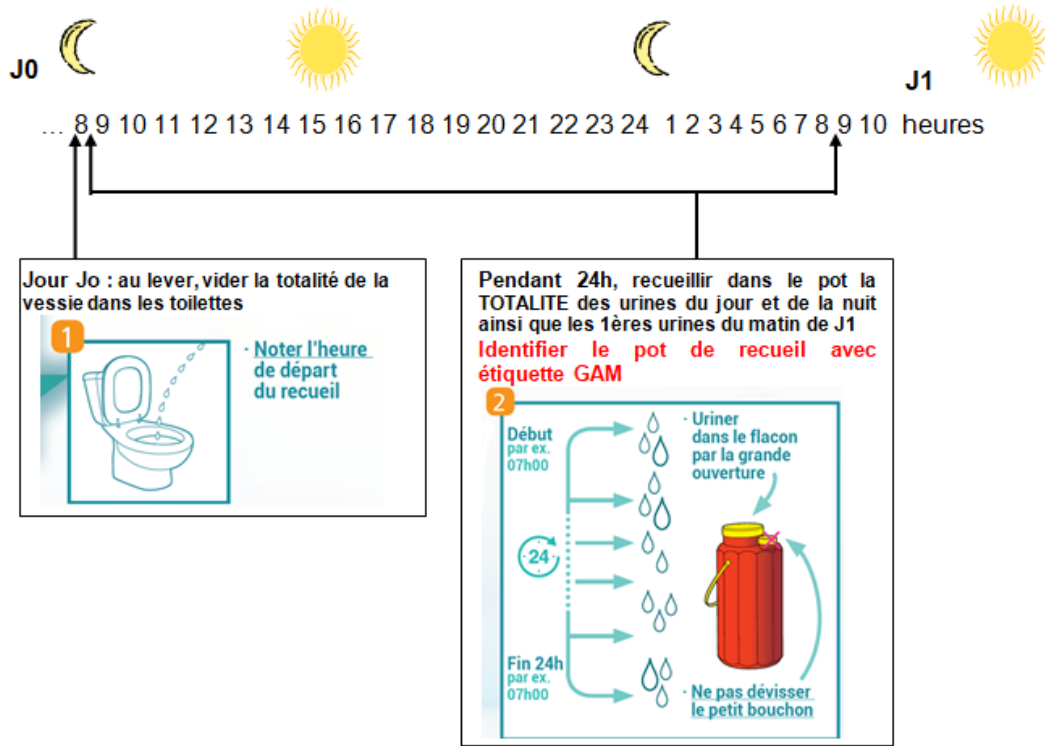 J0
J1
... 8 9 10 11 12 13 14 15 16 17 18 19 20 21 22 23 24 1 2 3 4 5 6 7 8 9 10 heures
Jour Jo : au lever, vider la totalité de la
vessie dans les toilettes
1
· Noter l'heure
de départ
du recueil
Pendant 24h, recueillir dans le pot la
TOTALITE des urines du jour et de la nuit
ainsi que les 1ères urines du matin de J1
Identifier le pot de recueil avec
étiquette GAM
2
Début
par ex.
07h00
· Uriner
dans le flacon
par la grande
ouverture
24
Fin 24h
par ex.
07h00
· Ne pas dévisser
le petit bouchon